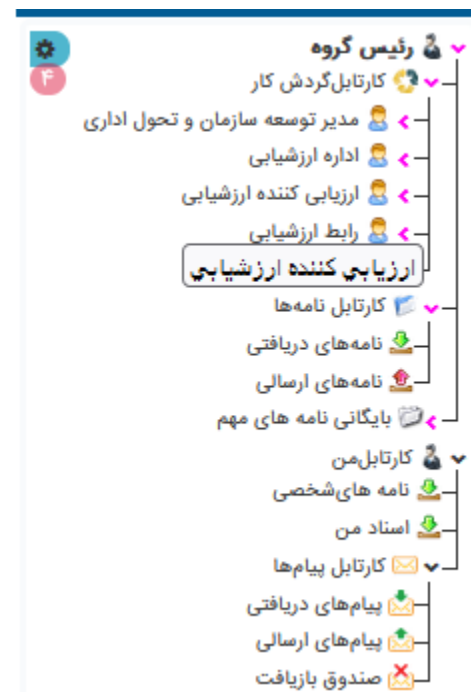 رئیس گروه
۴
کارتابل‌گردش کار
مدیر توسعه سازمان و تحول اداری
اداره ارزشیابی
ارزیابی کننده ارزشیابی
رابط ارزشیابی
ارزيابي کننده ارزشيابي
کارتابل نامه‌ها
نامه‌های دریافتی
نامه‌های ارسالی
بایگانی نامه های مهم
کارتابل‌من
نامه های‌شخصی
اسناد من
کارتابل پیام‌ها
پیام‌های دریافتی
پیام‌های ارسالی
صندوق بازیافت